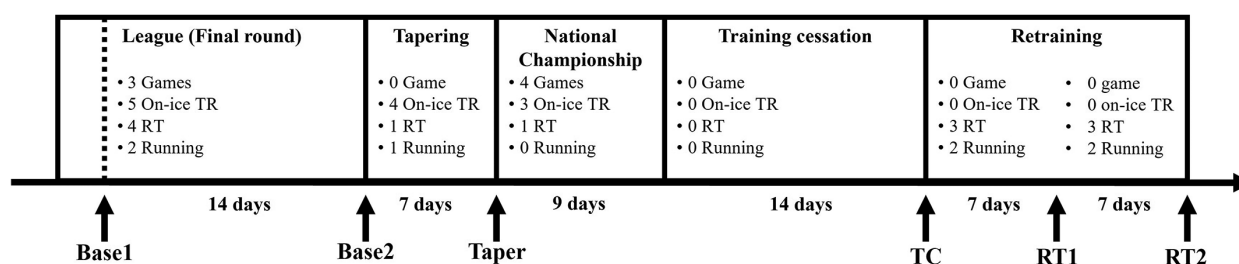 League (Final round)
• 3 Games
• 5 On-ice TR
• 4 RT
• 2 Running
Tapering
• 0 Game
• 4 On-ice TR
• 1 RT
• 1 Running
National
Championship
• 4 Games
• 3 On-ice TR
• 1 RT
• 0 Running
Training cessation
• 0 Game
• 0 On-ice TR
• 0 RT
• 0 Running
Retraining
• 0 Game
• 0 On-ice TR
• 3 RT
• 2 Running
• 0 game
• 0 on-ice TR
• 3 RT
• 2 Running
14 days
7 days
9 days
14 days
7 days
7 days
Base1
Base2
Taper
TC
RT1
RT2